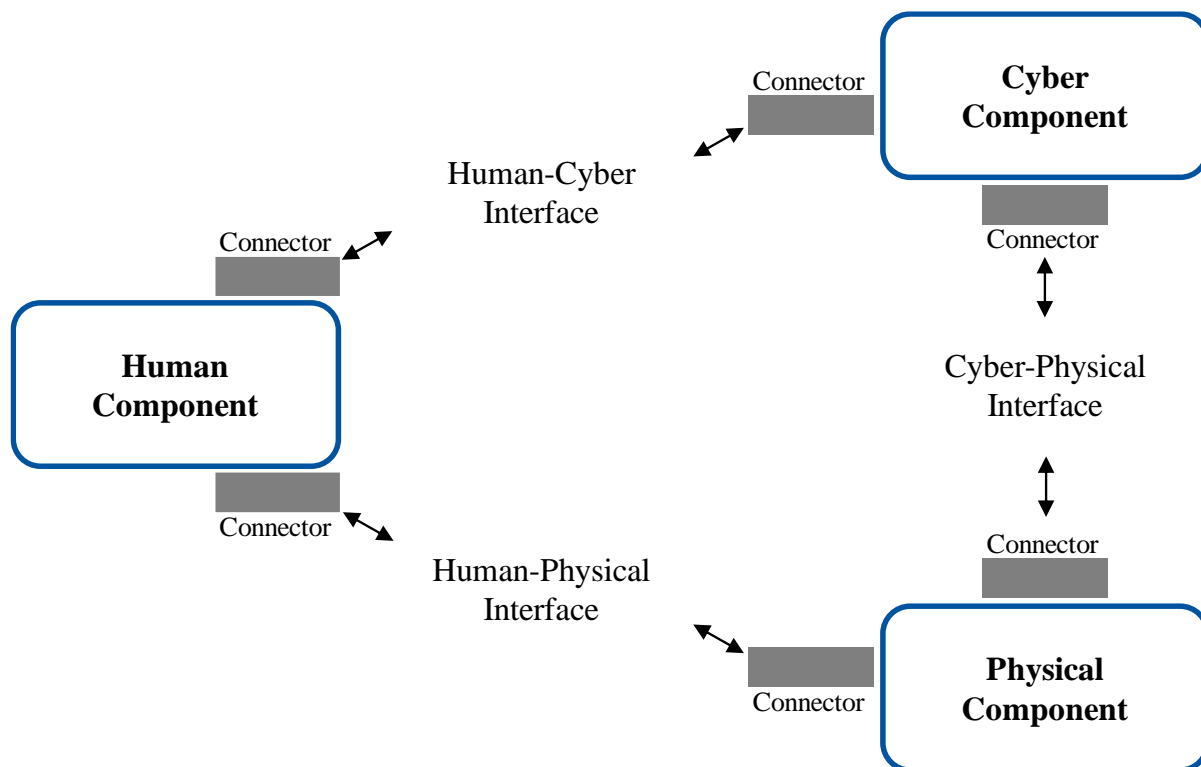 Connector
Cyber
Component
Human-Cyber
Interface
Connector
Connector
Human
Component
Cyber-Physical
Interface
Connector
Connector
Human-Physical
Interface
Physical
Component
Connector